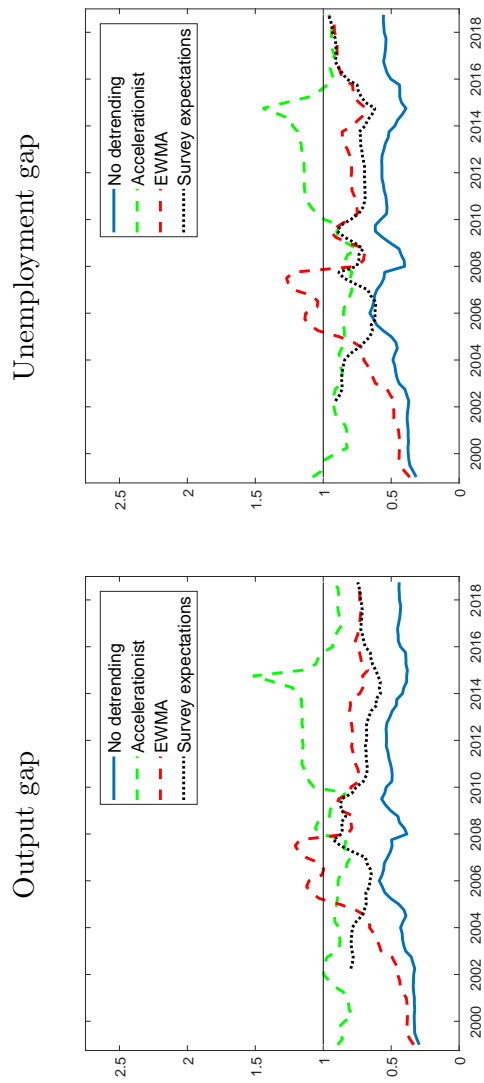 Output gap
2.5
2
1.5
1
0.5
0
No detrending
Accelerationist
EWMA
Survey expectations
2000 2002 2004 2006 2008 2010 2012 2014 2016 2018
Unemployment gap
2.5
2
1.5
1
0.5
0
No detrending
Accelerationist
EWMA
Survey expectations
2000 2002 2004 2006 2008 2010 2012 2014 2016 2018